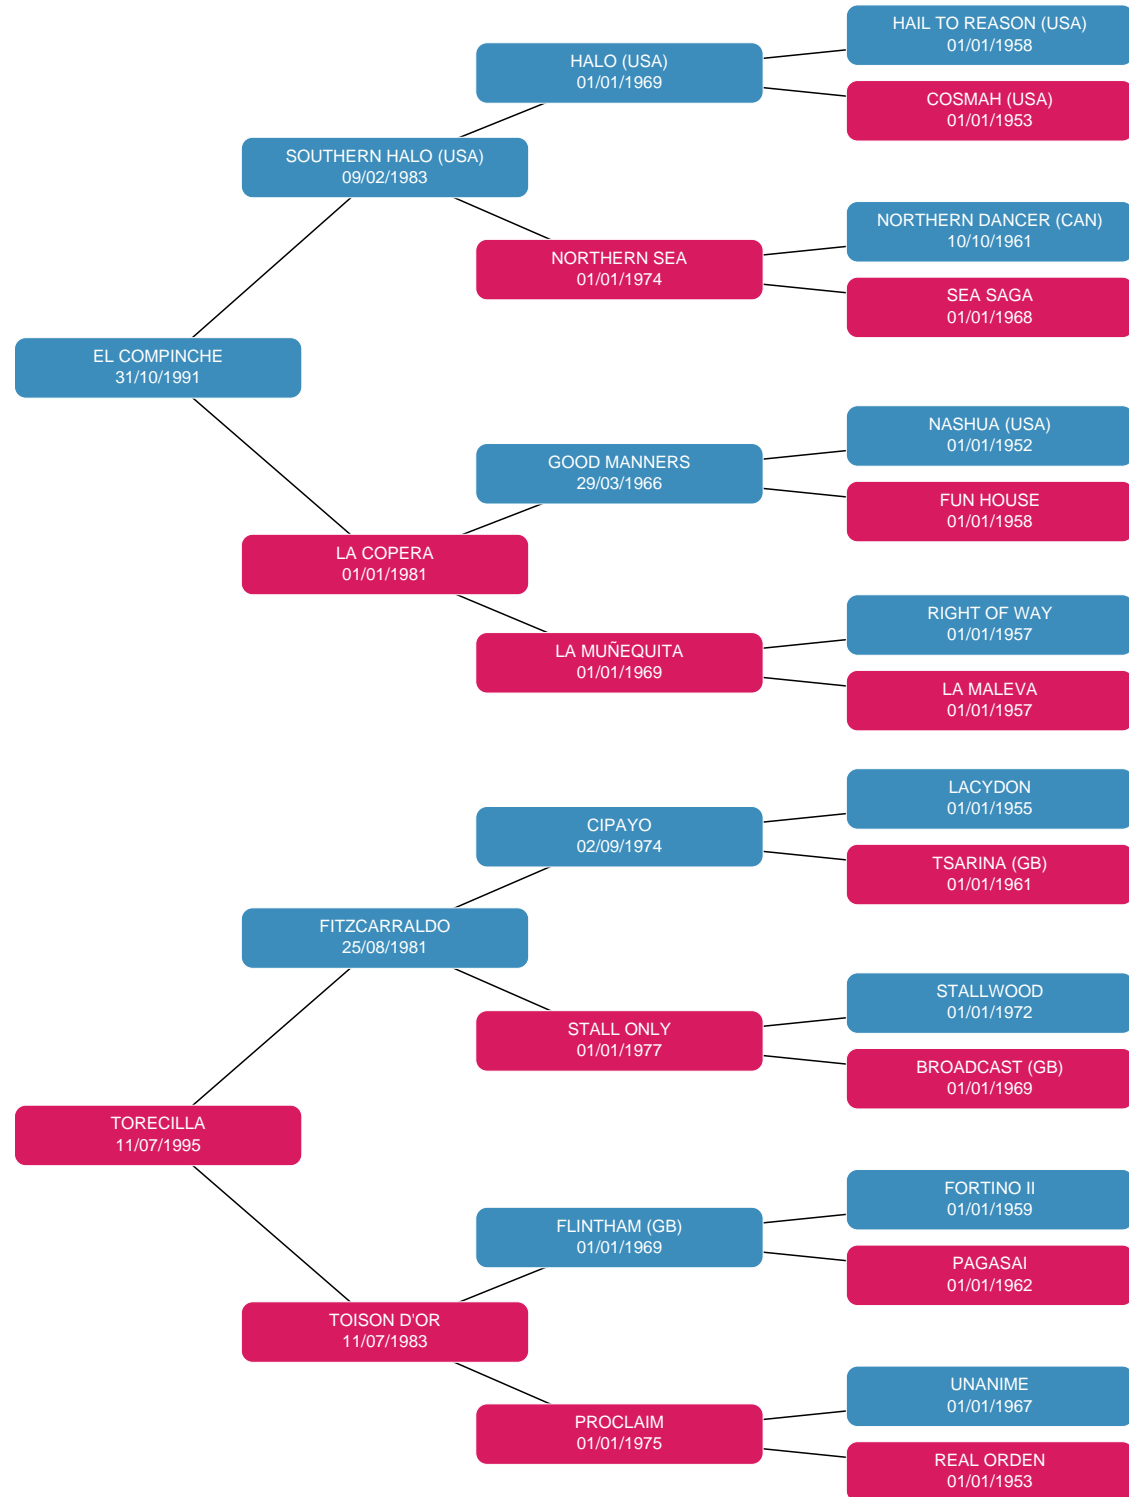 HAIL TO REASON (USA)
01/01/1958
HALO (USA)
01/01/1969
COSMAH (USA)
01/01/1953
SOUTHERN HALO (USA)
09/02/1983
NORTHERN DANCER (CAN)
10/10/1961
NORTHERN SEA
01/01/1974
SEA SAGA
01/01/1968
EL COMPINCHE
31/10/1991
NASHUA (USA)
01/01/1952
GOOD MANNERS
29/03/1966
FUN HOUSE
01/01/1958
LA COPERA
01/01/1981
RIGHT OF WAY
01/01/1957
LA MUÑEQUITA
01/01/1969
LA MALEVA
01/01/1957
LACYDON
01/01/1955
CIPAYO
02/09/1974
TSARINA (GB)
01/01/1961
FITZCARRALDO
25/08/1981
STALLWOOD
01/01/1972
STALL ONLY
01/01/1977
BROADCAST (GB)
01/01/1969
TORECILLA
11/07/1995
FORTINO II
01/01/1959
FLINTHAM (GB)
01/01/1969
PAGASAI
01/01/1962
TOISON D'OR
11/07/1983
UNANIME
01/01/1967
PROCLAIM
01/01/1975
REAL ORDEN
01/01/1953